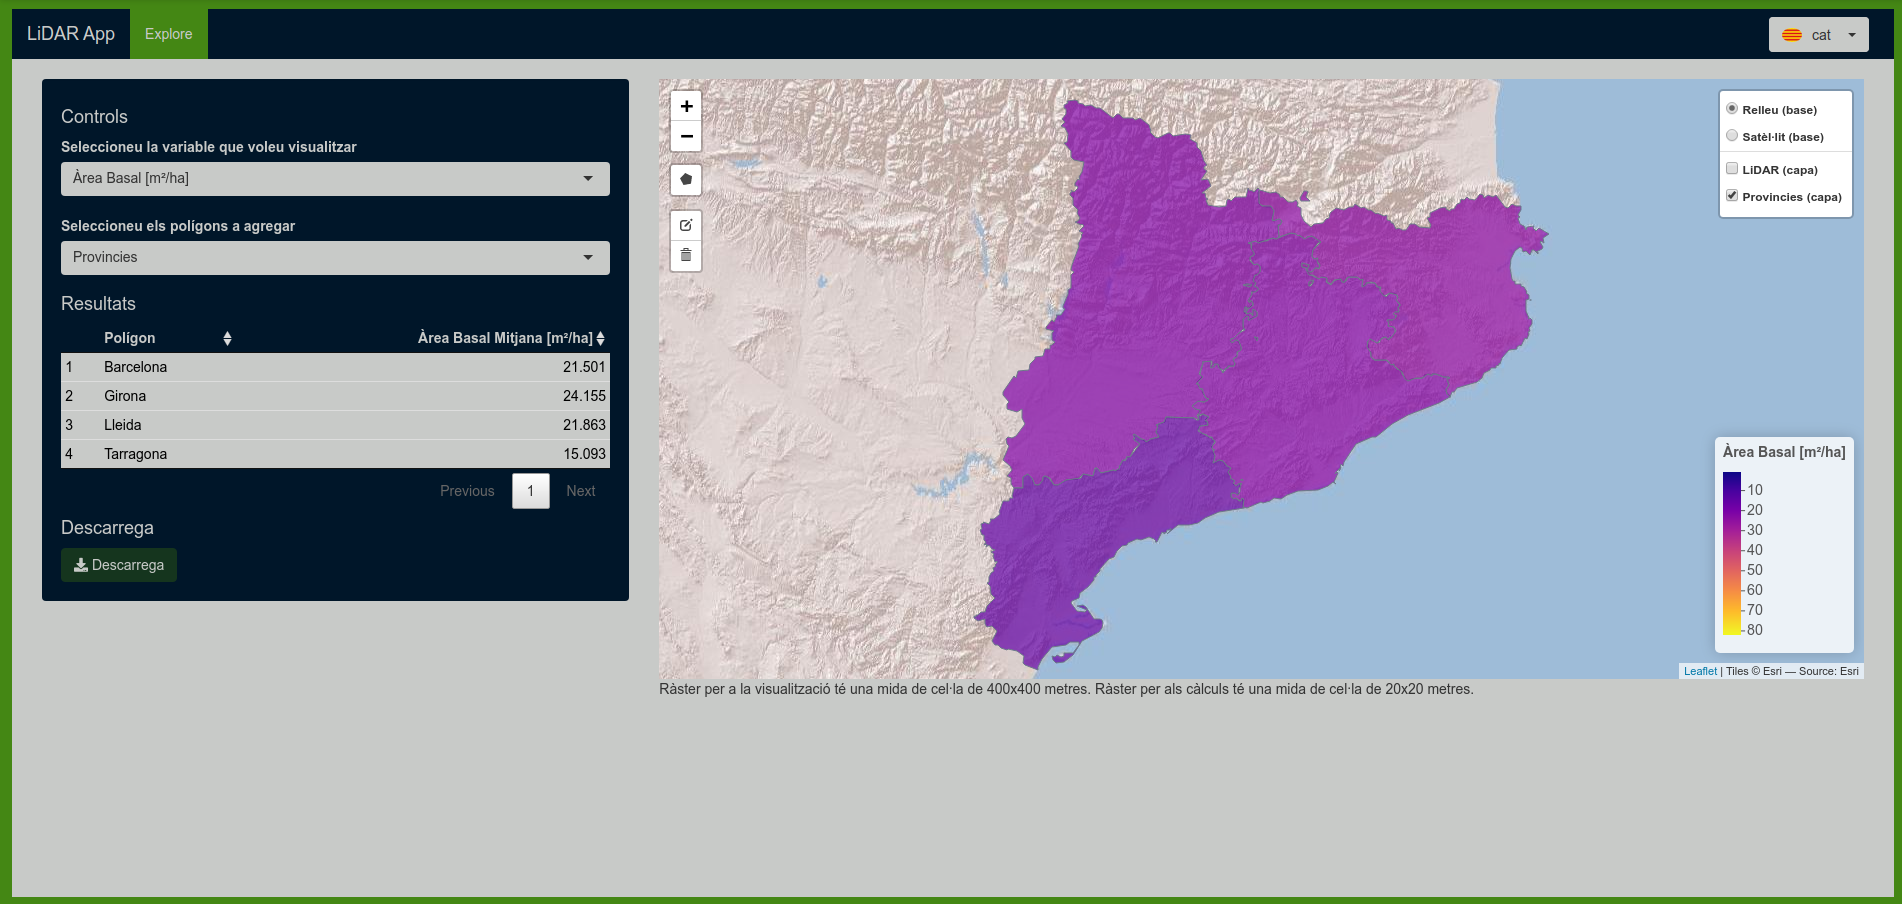 LiDAR App
Explore
cat
Controls
Seleccioneu la variable que voleu visualitzar
Àrea Basal [m²/ha]
Seleccioneu els polígons a agregar
Provincies
Resultats
Polígon Àrea Basal Mitjana [m²/ha]
1 Barcelona 21.501
2 Girona 24.155
3 Lleida 21.863
4 Tarragona 15.093
Previous 1 Next
Descarrega
Descarrega
+
−
Relleu (base)
Satèl·lit (base)
LiDAR (capa)
Provincies (capa)
Àrea Basal [m²/ha]
10
20
30
40
50
60
70
80
Leaflet | Tiles © Esri — Source: Esri
Ràster per a la visualització té una mida de cel·la de 400x400 metres. Ràster per als càlculs té una mida de cel·la de 20x20 metres.